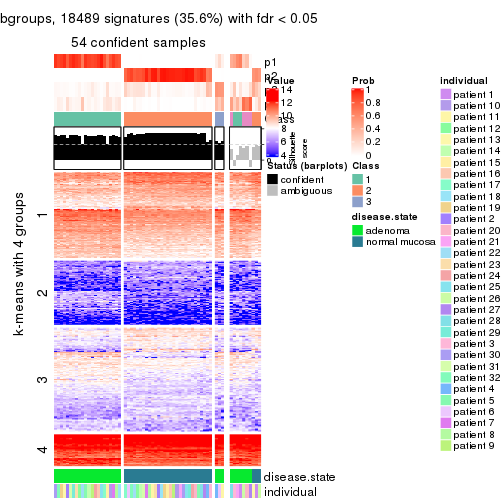 bgroups, 18489 signatures (35.6%) with fdr < 0.05
54 confident samples
p1
p2
Value
14
12
10
8
6
4
silhouette
score
Status (barplots)
confident
ambiguous
Prob
1
0.8
0.6
0.4
0.2
0
Class
1
2
3
disease.state
adenoma
normal mucosa
individual
patient 1
patient 10
patient 11
patient 12
patient 13
patient 14
patient 15
patient 16
patient 17
patient 18
patient 19
patient 2
patient 20
patient 21
patient 22
patient 23
patient 24
patient 25
patient 26
patient 27
patient 28
patient 29
patient 3
patient 30
patient 31
patient 32
patient 4
patient 5
patient 6
patient 7
patient 8
patient 9
k-means with 4 groups
1
2
3
4
disease.state
individual